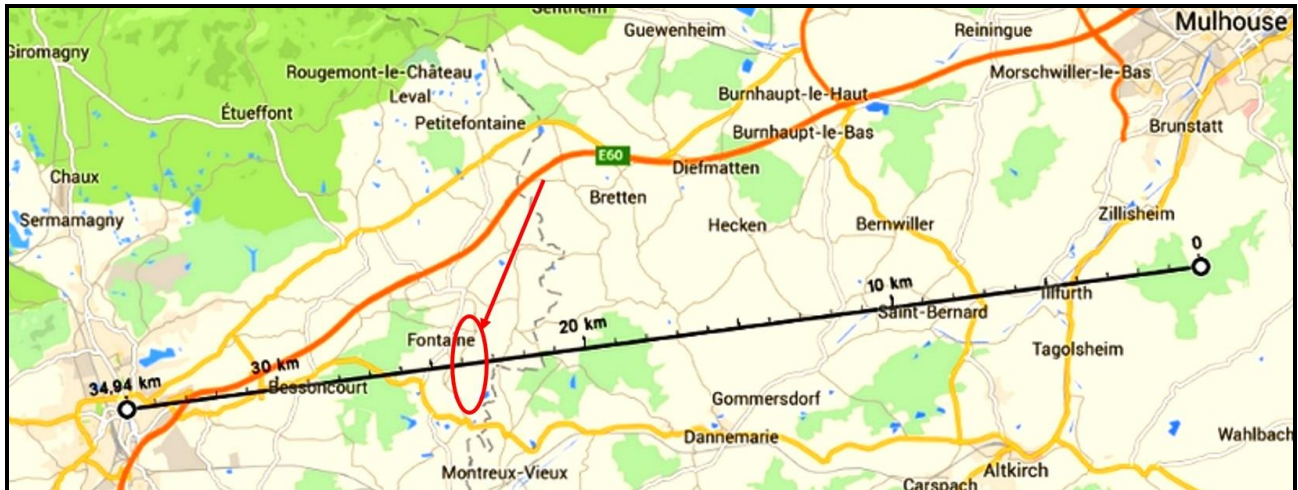 Sentheim
Guewenheim
Reiningue
Mulhouse
Giromagny
Rougemont-le-Château
Leval
Morschwiller-le-Bas
Burnhaupt-le-Haut
Étueffont
Petitefontaine
Burnhaupt-le-Bas
Brunstatt
E60
Diefmatten
Chaux
Bretten
Sermamagny
Hecken
Bernwiller
Zillisheim
0
10 km
Illfurth
Saint-Bernard
20 km
Fontaine
Tagolsheim
30 km
34,94 km
Bessoncourt
Gommersdorf
Dannemarie
Wahlbach
Montreux-Vieux
Altkirch
Carspach